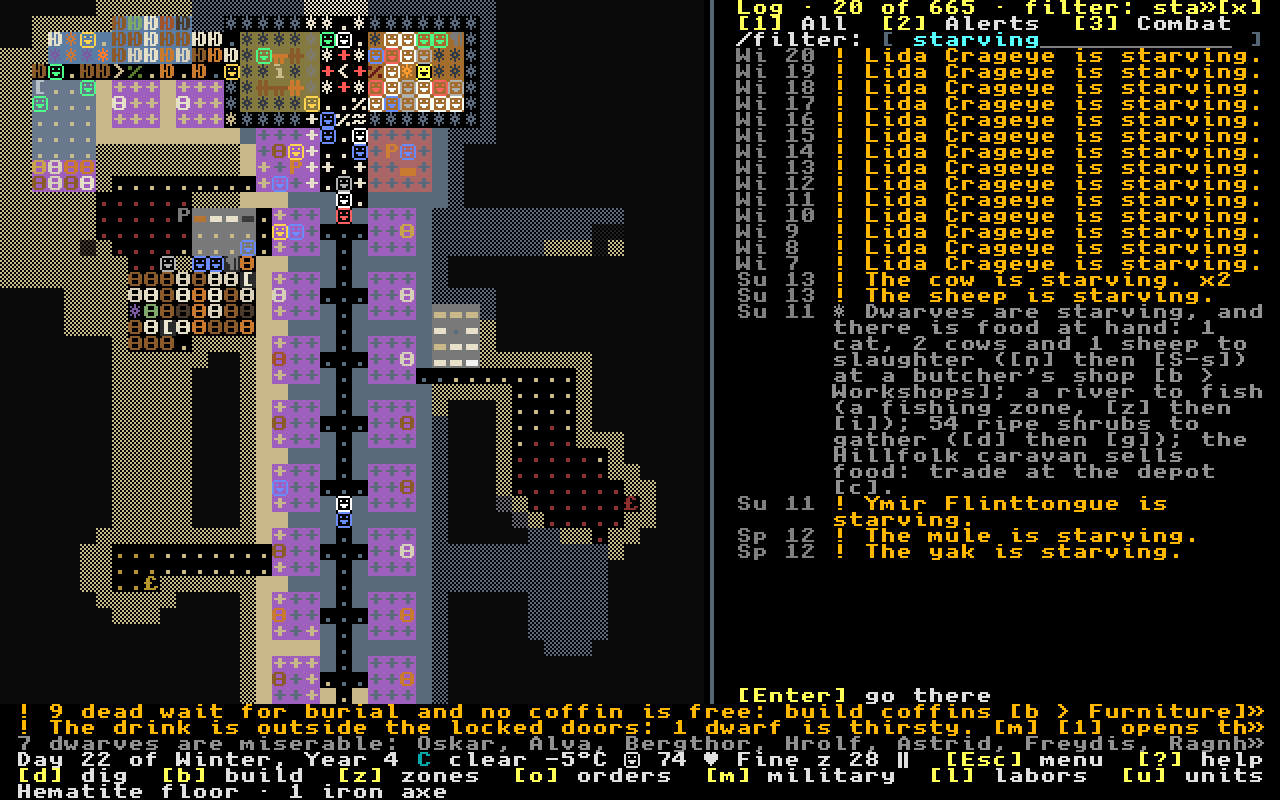 Log · 20 of 665 · filter: sta»[x]
[1] All [2] Alerts [3] Combat
/filter: [ starving________________ ]
Wi 20 ! Lida Crageye is starving.
Wi 19 ! Lida Crageye is starving.
Wi 18 ! Lida Crageye is starving.
Wi 17 ! Lida Crageye is starving.
Wi 16 ! Lida Crageye is starving.
Wi 15 ! Lida Crageye is starving.
Wi 14 ! Lida Crageye is starving.
Wi 13 ! Lida Crageye is starving.
Wi 12 ! Lida Crageye is starving.
Wi 11 ! Lida Crageye is starving.
Wi 10 ! Lida Crageye is starving.
Wi 9 ! Lida Crageye is starving.
Wi 8 ! Lida Crageye is starving.
Wi 7 ! Lida Crageye is starving.
Su 13 ! The cow is starving. x2
Su 13 ! The sheep is starving.
Su 11 * Dwarves are starving, and
there is food at hand: 1
cat, 2 cows and 1 sheep to
slaughter ([n] then [S-s])
at a butcher's shop [b >
Workshops]; a river to fish
(a fishing zone, [z] then
[i]); 54 ripe shrubs to
gather ([d] then [g]); the
Hillfolk caravan sells
food: trade at the depot
[c].
Su 11 ! Ymir Flinttongue is
starving.
Sp 12 ! The mule is starving.
Sp 12 ! The yak is starving.
[Enter] go there
! 9 dead wait for burial and no coffin is free: build coffins [b > Furniture]»
! The drink is outside the locked doors: 1 dwarf is thirsty. [m] [1] opens th»
7 dwarves are miserable: Oskar, Alva, Bergthor, Hrolf, Astrid, Freydis, Ragnh»
Day 22 of Winter, Year 4 C clear -5°C ☺ 74 ♥ Fine z 28 ‖ [Esc] menu [?] help
[d] dig [b] build [z] zones [o] orders [m] military [l] labors [u] units
Hematite floor · 1 iron axe